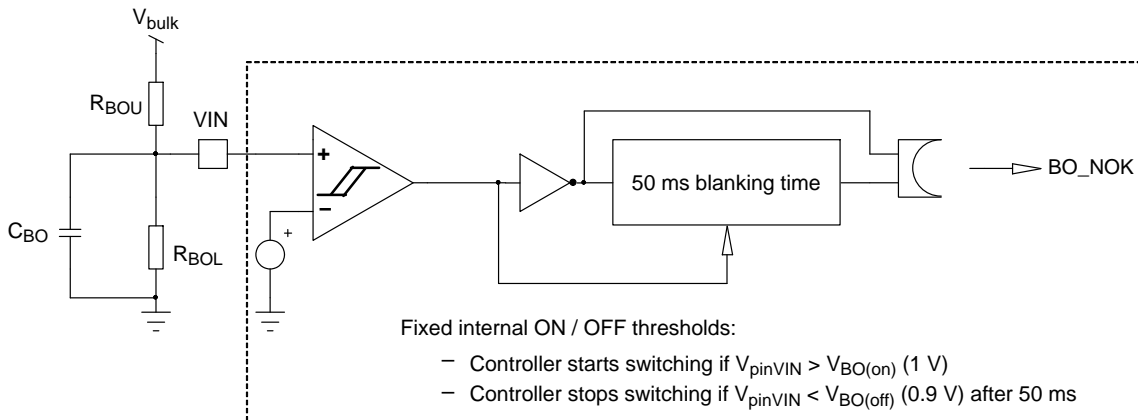 Vbulk
RBOU
VIN
+
−
+
50 ms blanking time
BO_NOK
CBO
RBOL
Fixed internal ON / OFF thresholds:
− Controller starts switching if VpinVIN > VBO(on) (1 V)
− Controller stops switching if VpinVIN < VBO(off) (0.9 V) after 50 ms